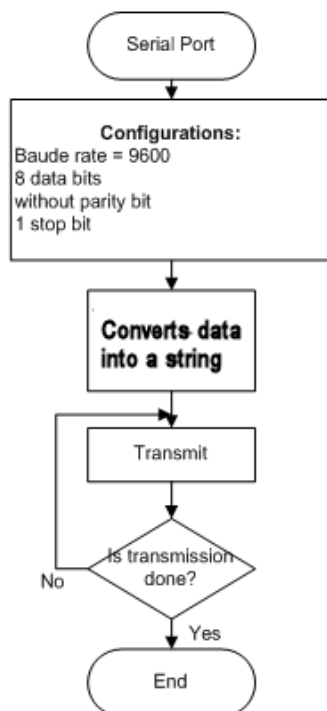 Serial Port
Configurations:
Baude rate = 9600
8 data bits
without parity bit
1 stop bit
Converts data
into a string
Transmit
Is transmission
done?
No
Yes
End